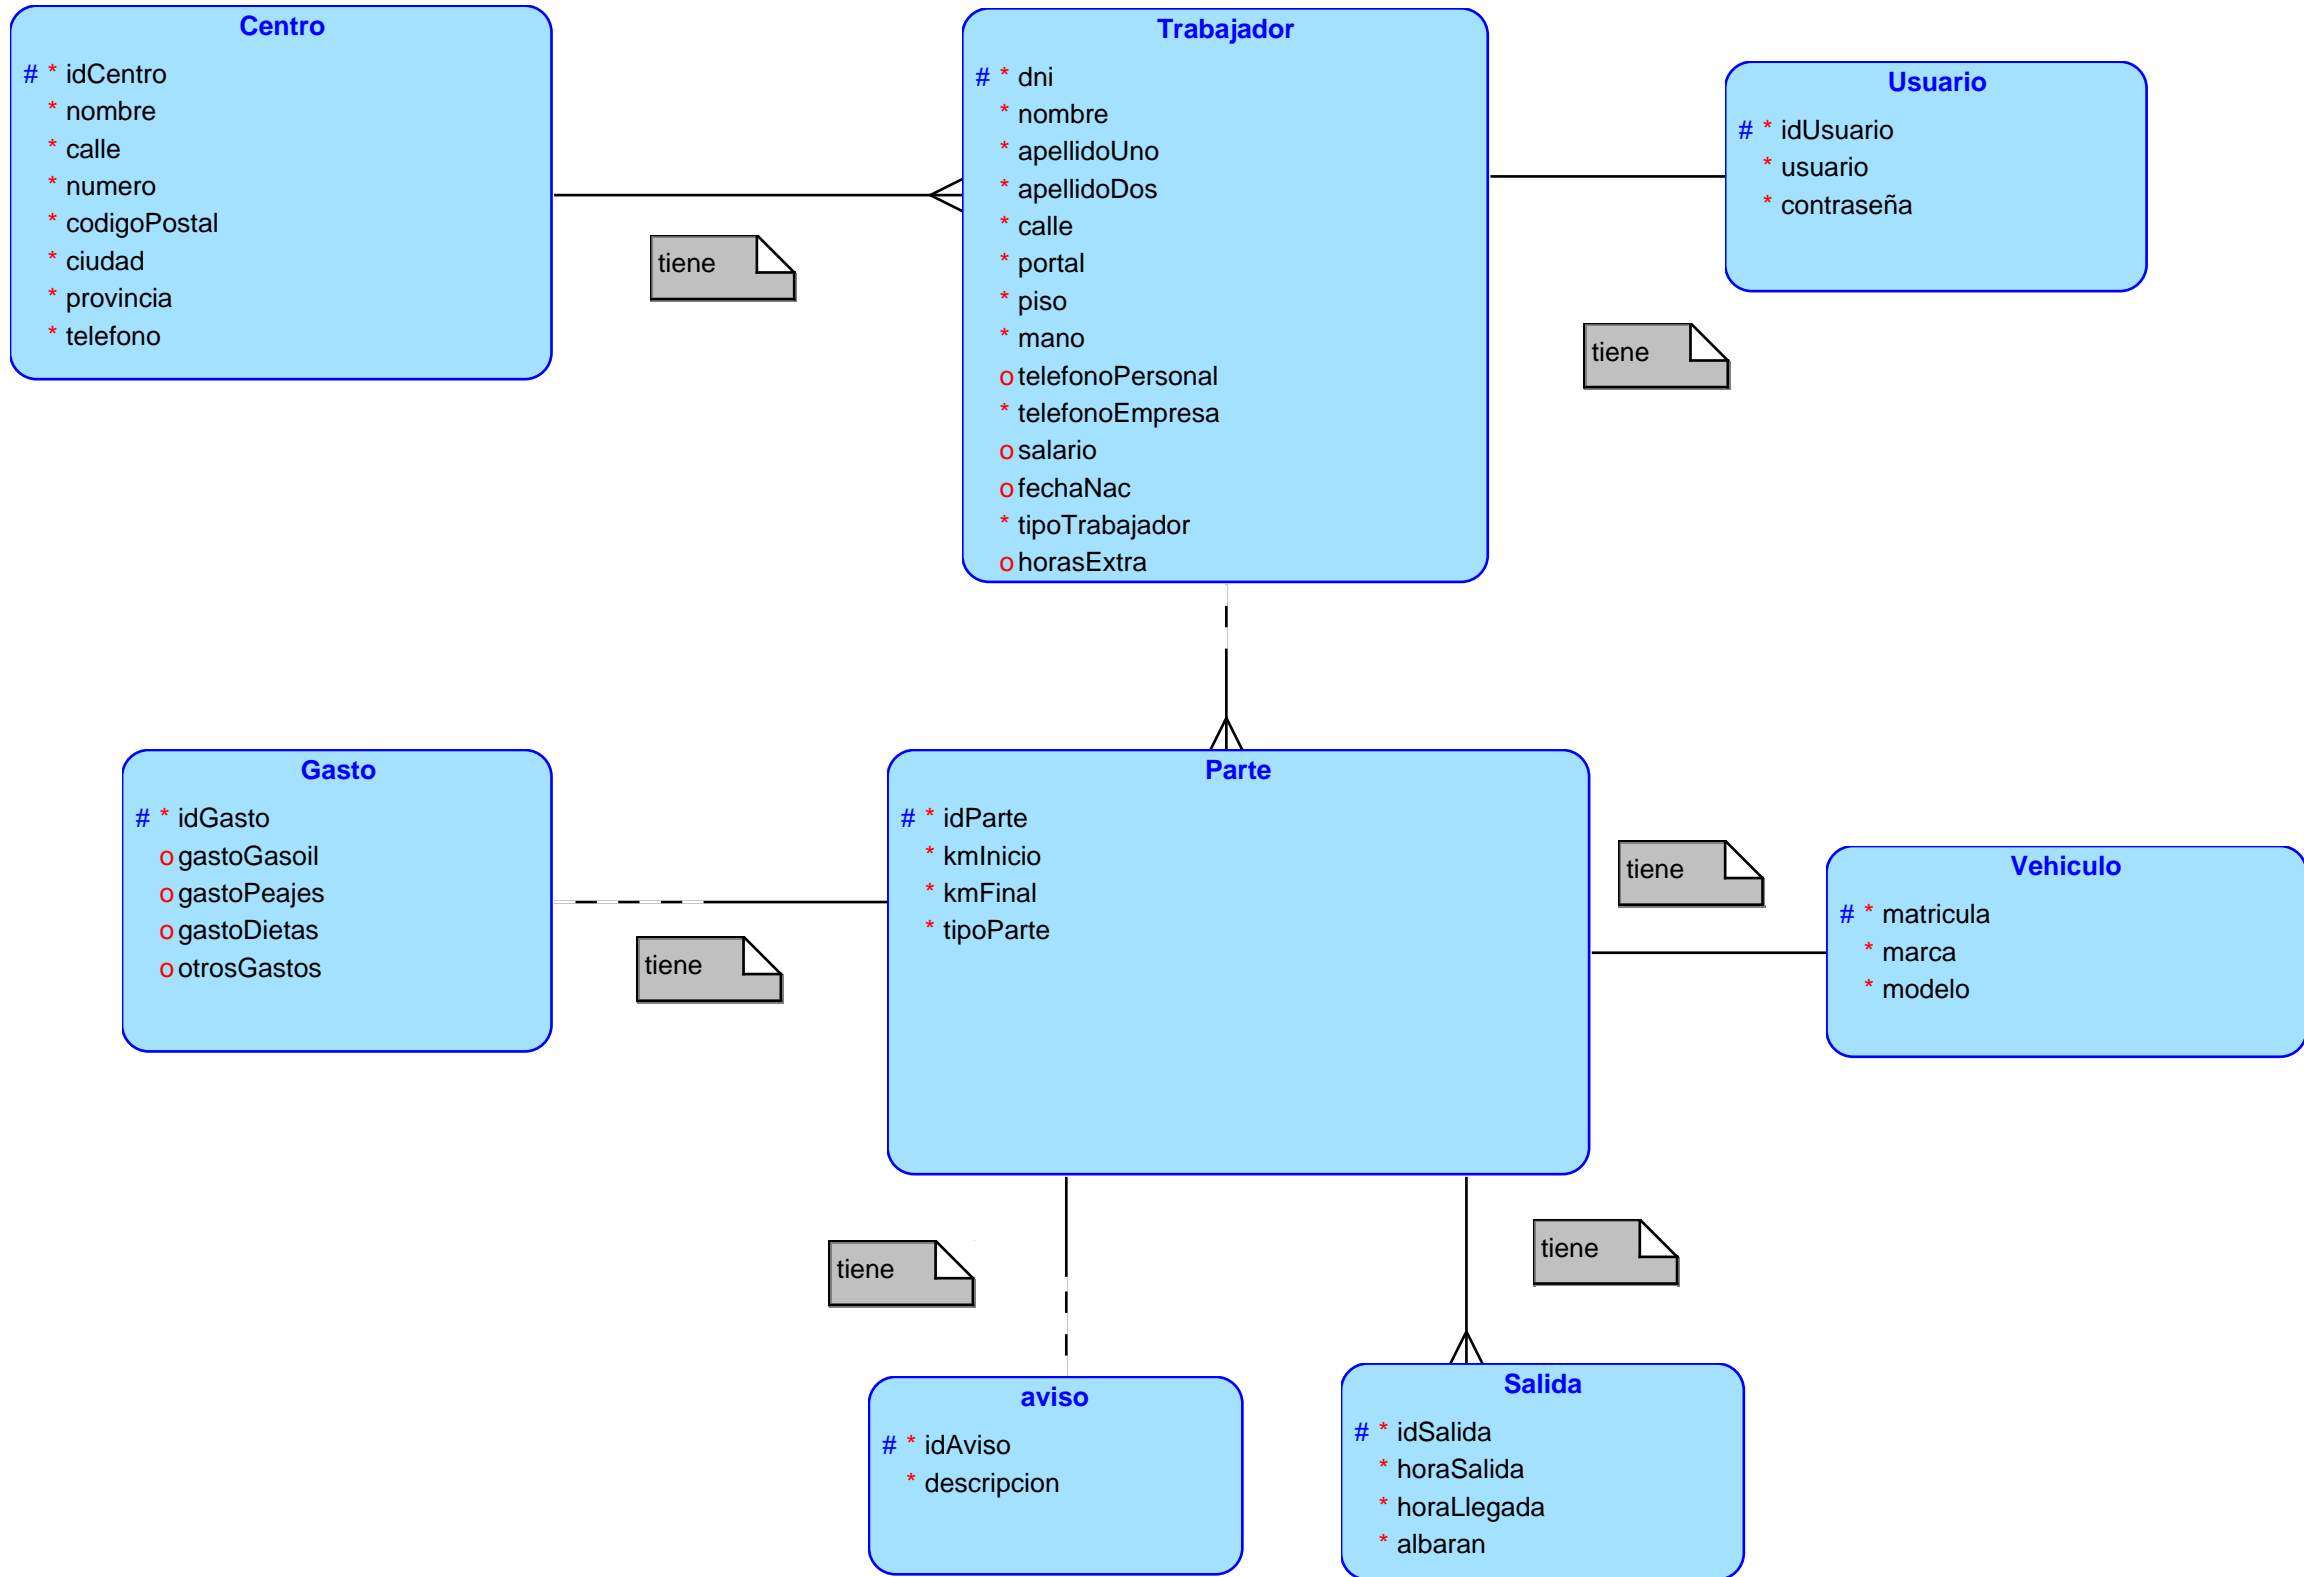 Centro
# * idCentro
* nombre
* calle
* numero
* codigoPostal
* ciudad
* provincia
* telefono
tiene
Trabajador
# * dni
* nombre
* apellidoUno
* apellidoDos
* calle
* portal
* piso
* mano
o telefonoPersonal
* telefonoEmpresa
o salario
o fechaNac
* tipoTrabajador
o horasExtra
Usuario
# * idUsuario
* usuario
* contraseña
tiene
Gasto
# * idGasto
o gastoGasoil
o gastoPeajes
o gastoDietas
o otrosGastos
tiene
Parte
# * idParte
* kmInicio
* kmFinal
* tipoParte
tiene
Vehiculo
# * matricula
* marca
* modelo
tiene
tiene
aviso
# * idAviso
* descripcion
Salida
# * idSalida
* horaSalida
* horaLlegada
* albaran